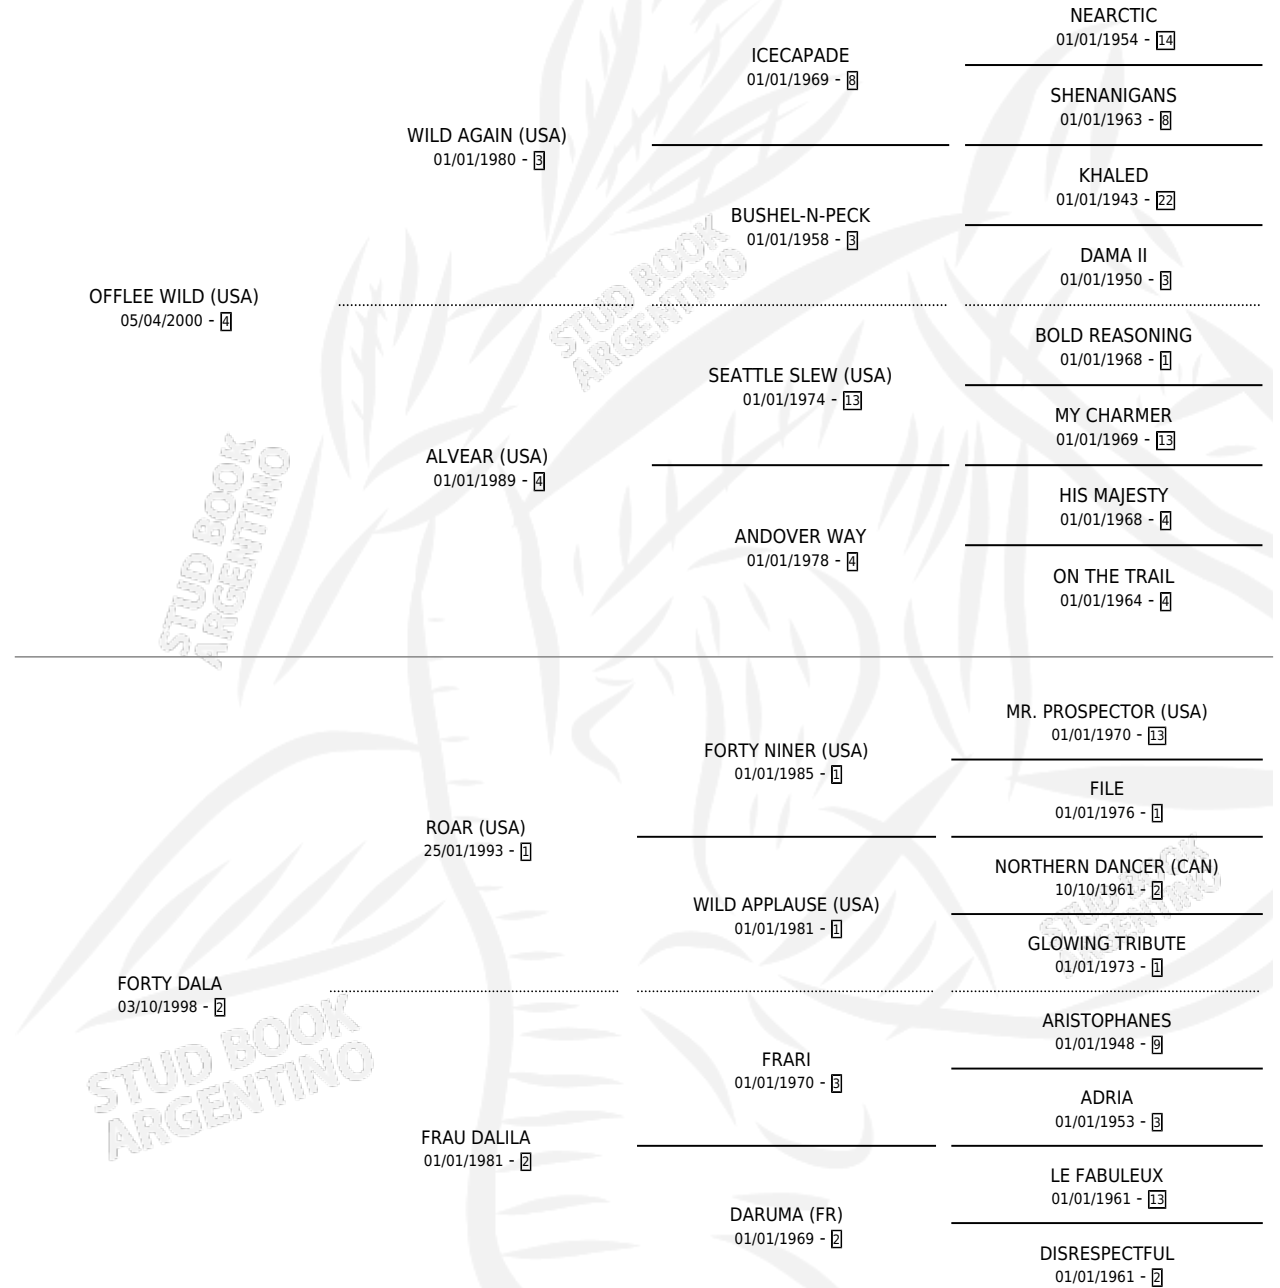 NEARCTIC
01/01/1954 - 14
ICECAPADE
01/01/1969 - 8
SHENANIGANS
01/01/1963 - 8
WILD AGAIN (USA)
01/01/1980 - 3
KHALED
01/01/1943 - 22
BUSHEL-N-PECK
01/01/1958 - 3
DAMA II
01/01/1950 - 3
OFFLEE WILD (USA)
05/04/2000 - 4
BOLD REASONING
01/01/1968 - 1
SEATTLE SLEW (USA)
01/01/1974 - 13
MY CHARMER
01/01/1969 - 13
ALVEAR (USA)
01/01/1989 - 4
HIS MAJESTY
01/01/1968 - 4
ANDOVER WAY
01/01/1978 - 4
ON THE TRAIL
01/01/1964 - 4
MR. PROSPECTOR (USA)
01/01/1970 - 13
FORTY NINER (USA)
01/01/1985 - 1
FILE
01/01/1976 - 1
ROAR (USA)
25/01/1993 - 1
NORTHERN DANCER (CAN)
10/10/1961 - 2
WILD APPLAUSE (USA)
01/01/1981 - 1
GLOWING TRIBUTE
01/01/1973 - 1
FORTY DALA
03/10/1998 - 2
ARISTOPHANES
01/01/1948 - 9
FRARI
01/01/1970 - 3
ADRIA
01/01/1953 - 3
FRAU DALILA
01/01/1981 - 2
LE FABULEUX
01/01/1961 - 13
DARUMA (FR)
01/01/1969 - 2
DISRESPECTFUL
01/01/1961 - 2
STUD BOOK
ARGENTINO
STUD BOOK
ARGENTINO
STUD BOOK
ARGENTINO
STUD BOOK
ARGENTINO